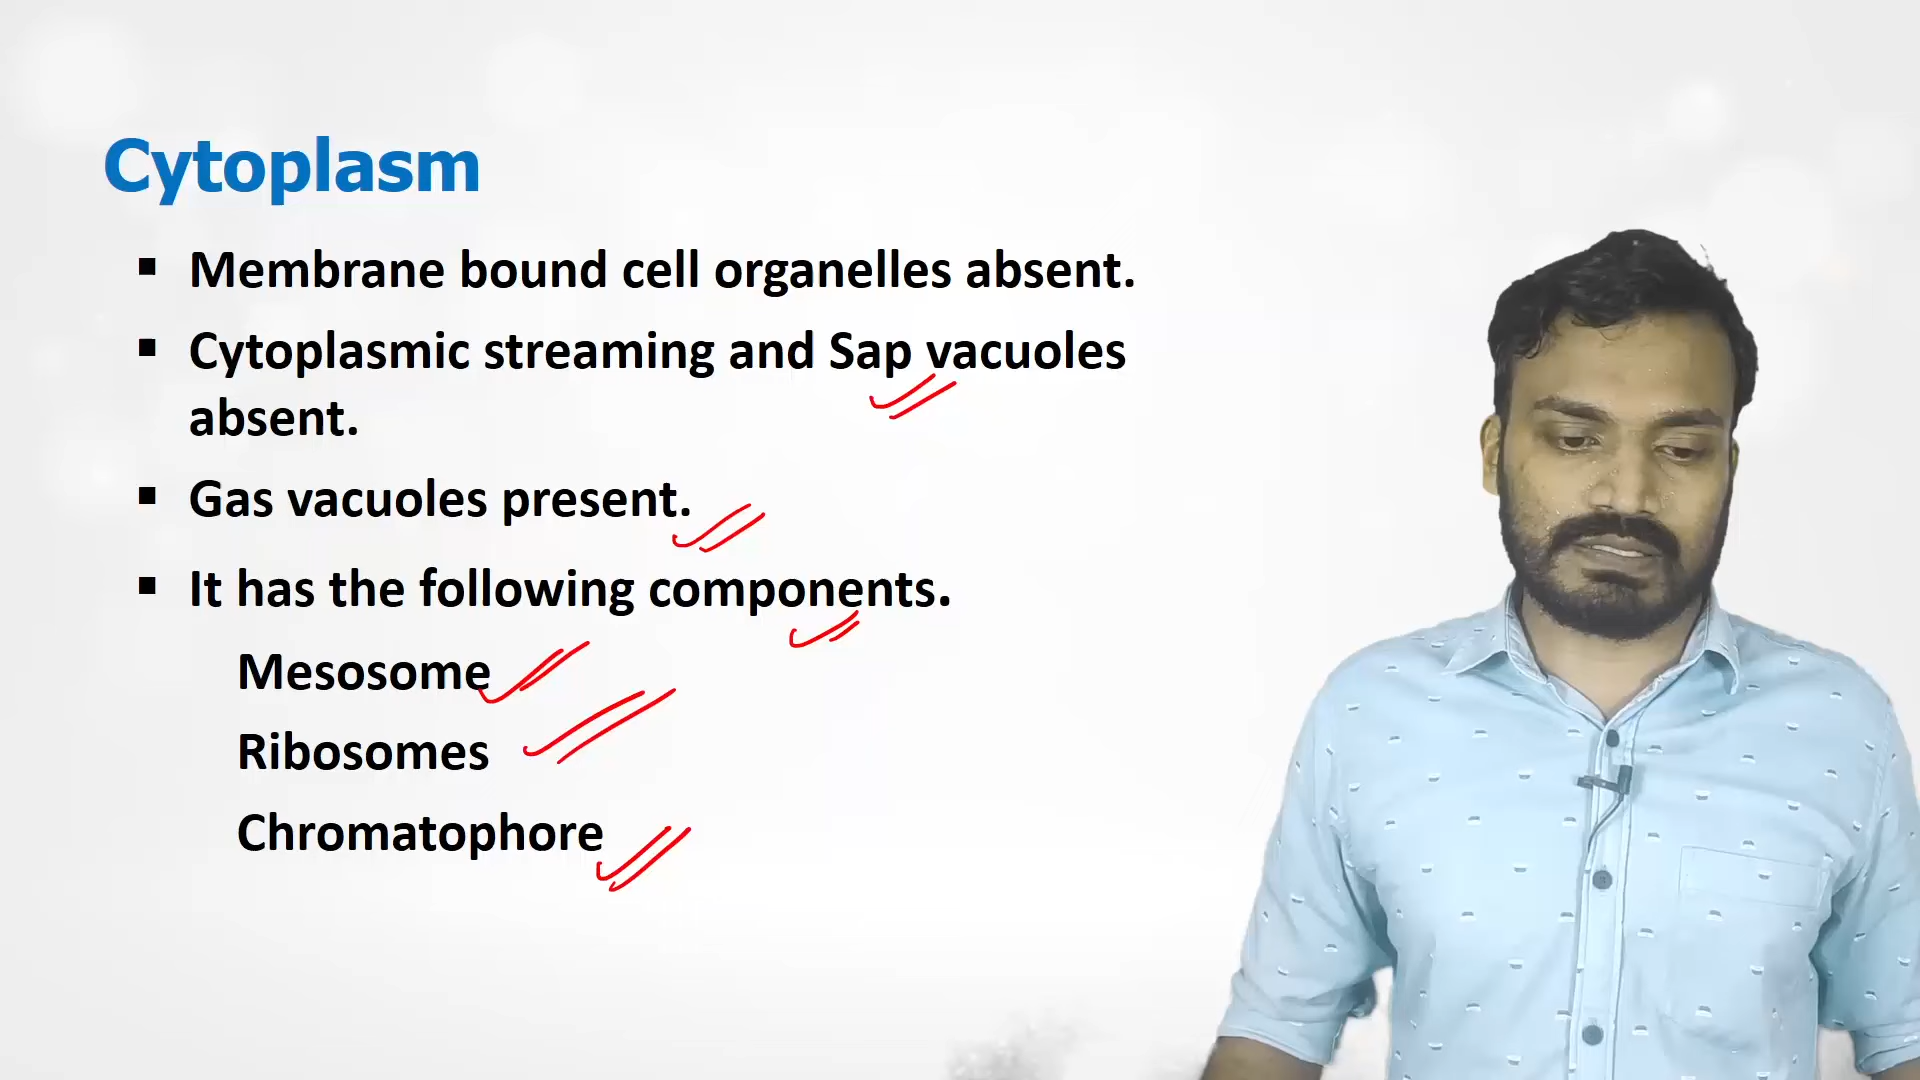 Cytoplasm
▪ Membrane bound cell organelles absent.
▪ Cytoplasmic streaming and Sap vacuoles
absent.
▪ Gas vacuoles present.
▪ It has the following components.
Mesosome
Ribosomes
Chromatophore